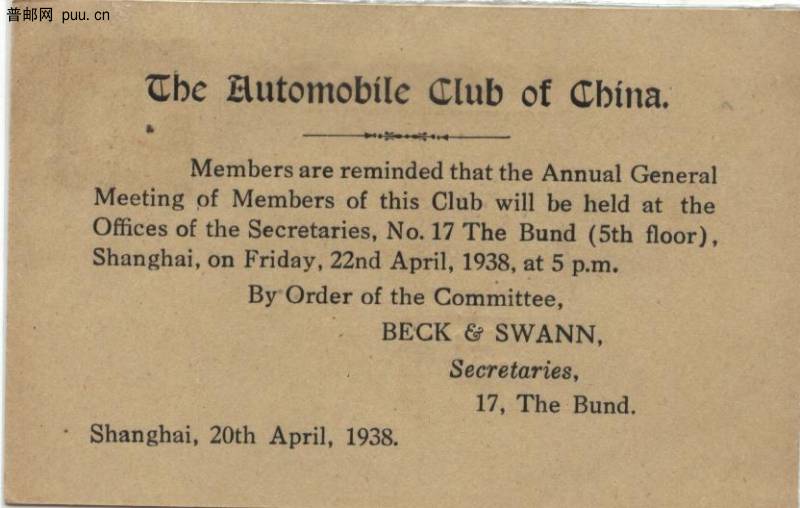 普邮网 puu.cn
The Automobile Club of China.
Members are reminded that the Annual General
Meeting of Members of this Club will be held at the
Offices of the Secretaries, No. 17 The Bund (5th floor),
Shanghai, on Friday, 22nd April, 1938, at 5 p.m.
By Order of the Committee,
BECK & SWANN,
Secretaries,
17, The Bund.
Shanghai, 20th April, 1938.